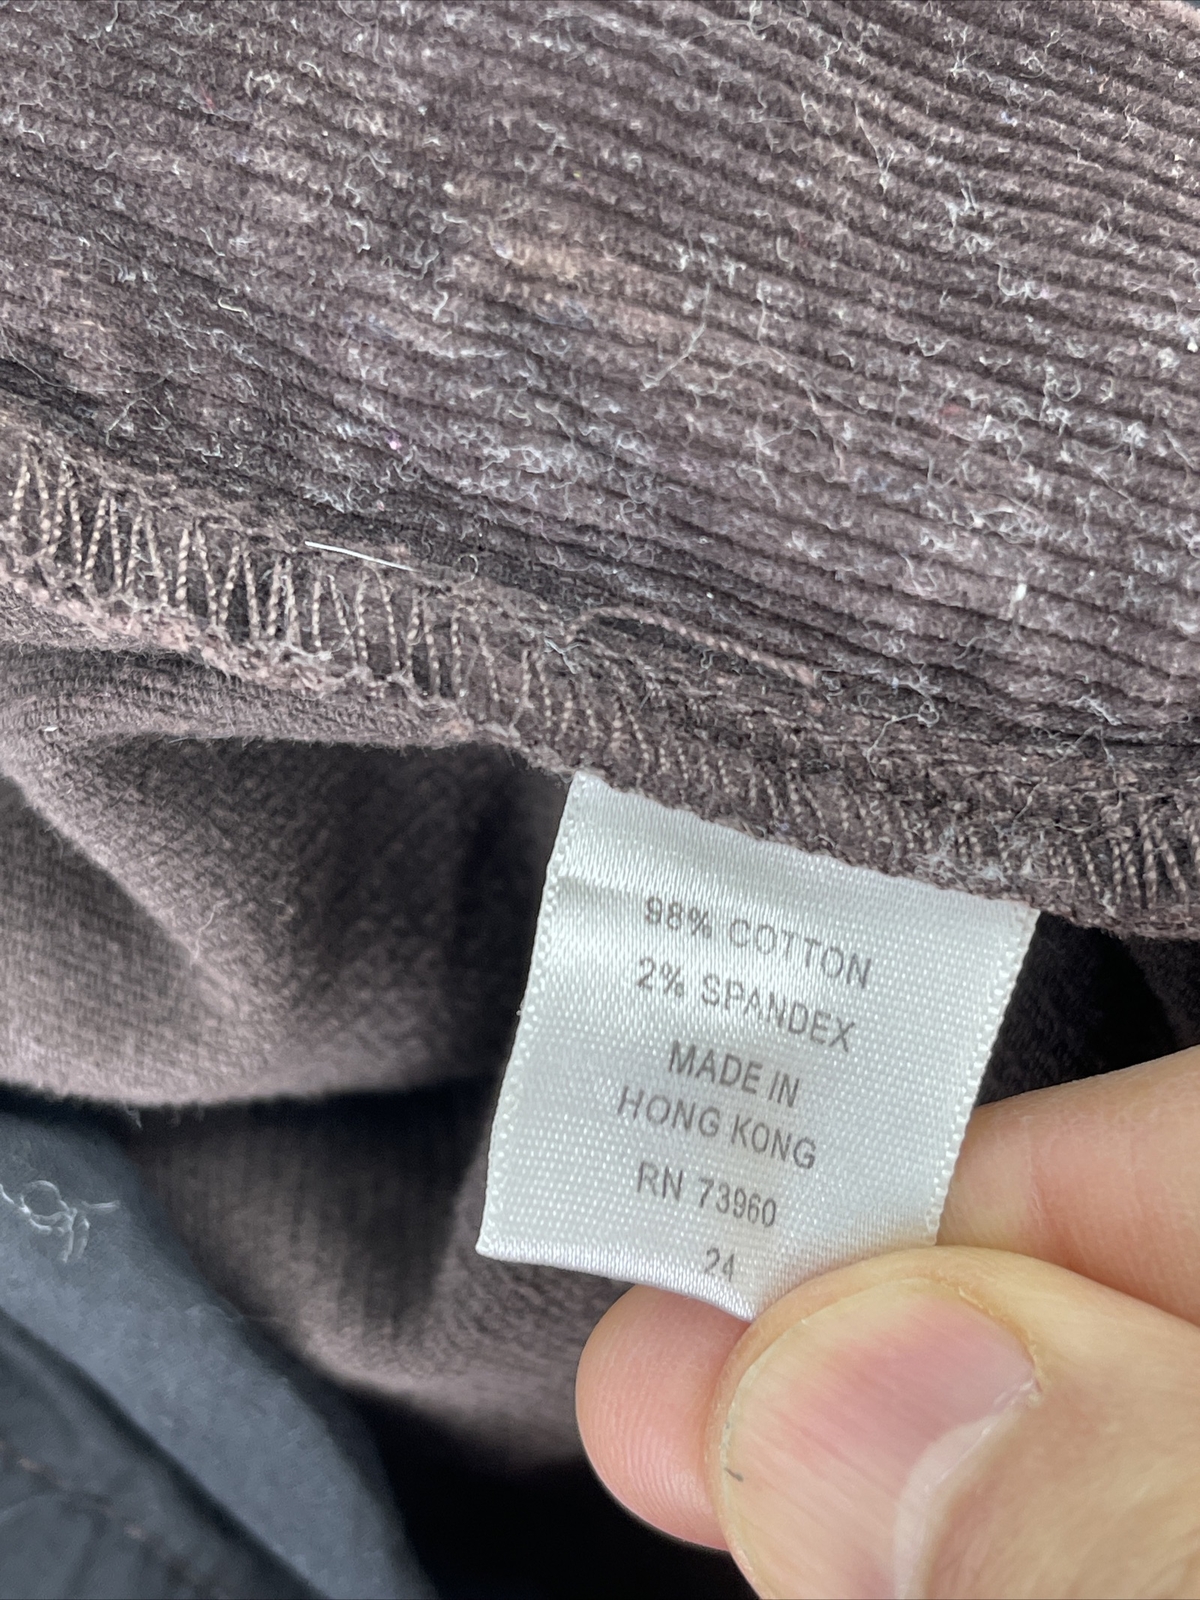 98% COTTON
2% SPANDEX
MADE IN
HONG KONG
RN 73960
24